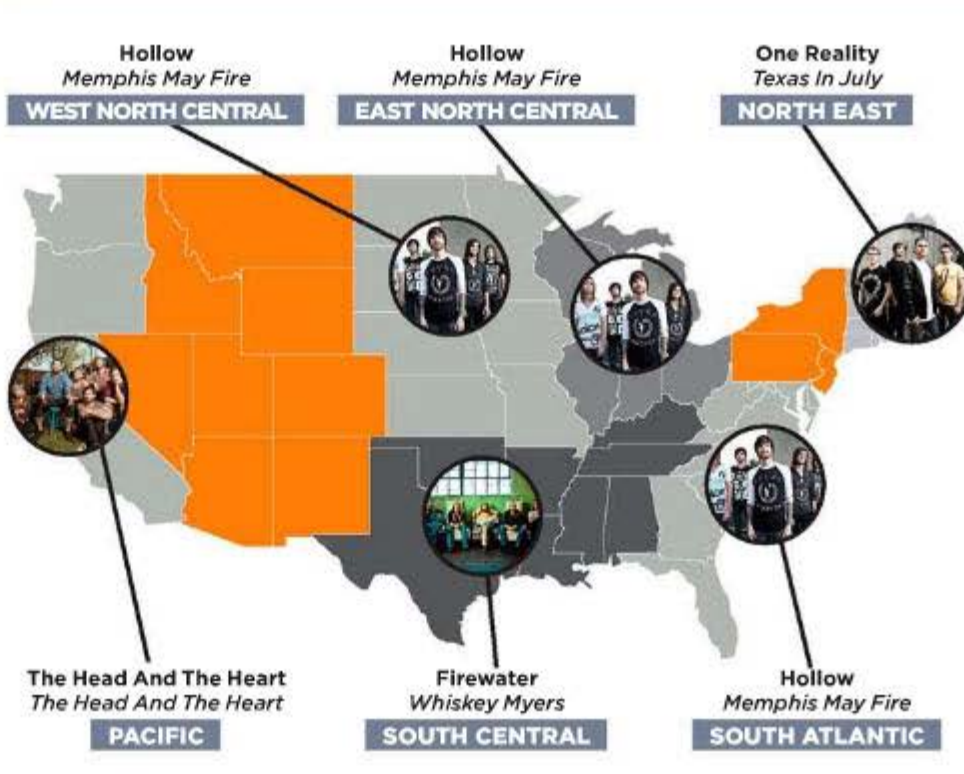 Hollow
Memphis May Fire
WEST NORTH CENTRAL
Hollow
Memphis May Fire
EAST NORTH CENTRAL
One Reality
Texas In July
NORTH EAST
The Head And The Heart
The Head And The Heart
PACIFIC
Firewater
Whiskey Myers
SOUTH CENTRAL
Hollow
Memphis May Fire
SOUTH ATLANTIC